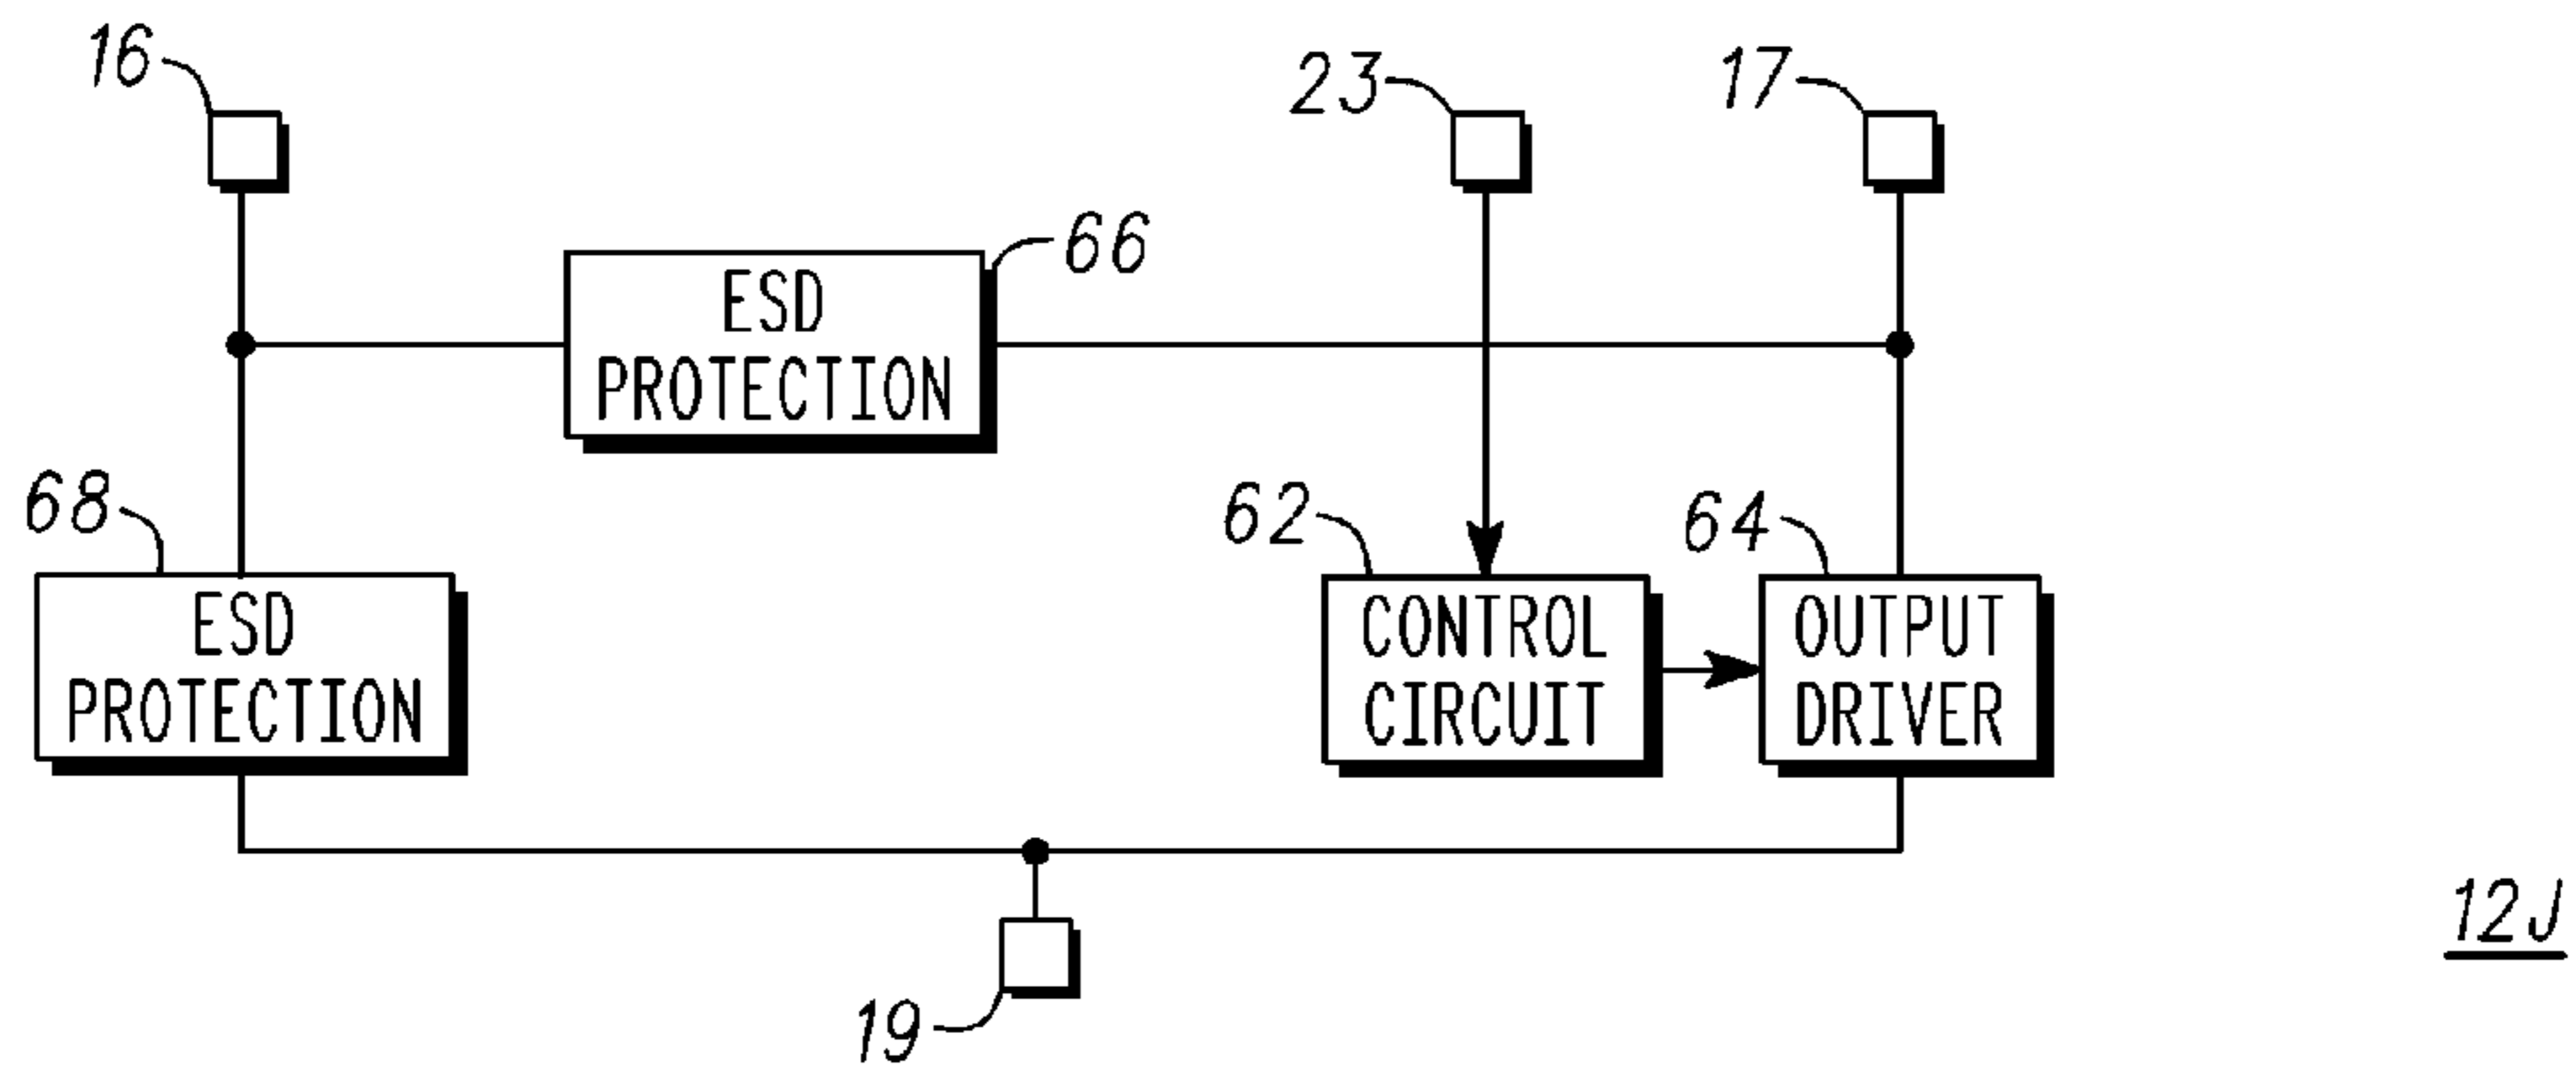 16
23
17
66
ESD
PROTECTION
68
62
64
ESD
PROTECTION
CONTROL
CIRCUIT
OUTPUT
DRIVER
19
12J